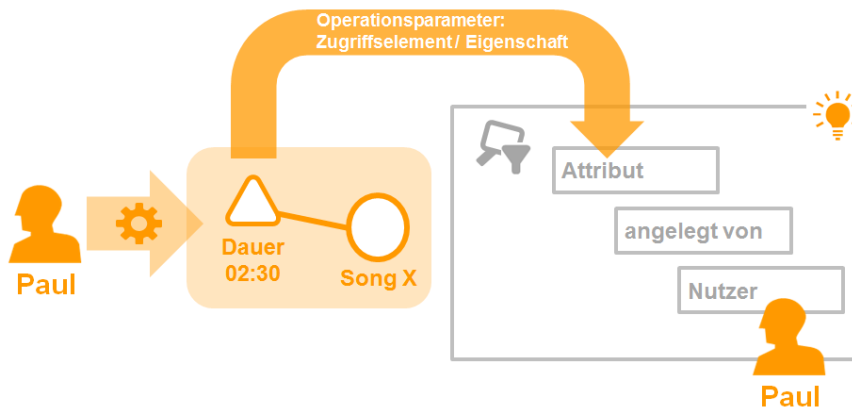 Operationsparameter:
Zugriffselement / Eigenschaft
Attribut
angelegt von
Nutzer
Dauer
02:30
Song X
Paul
Paul